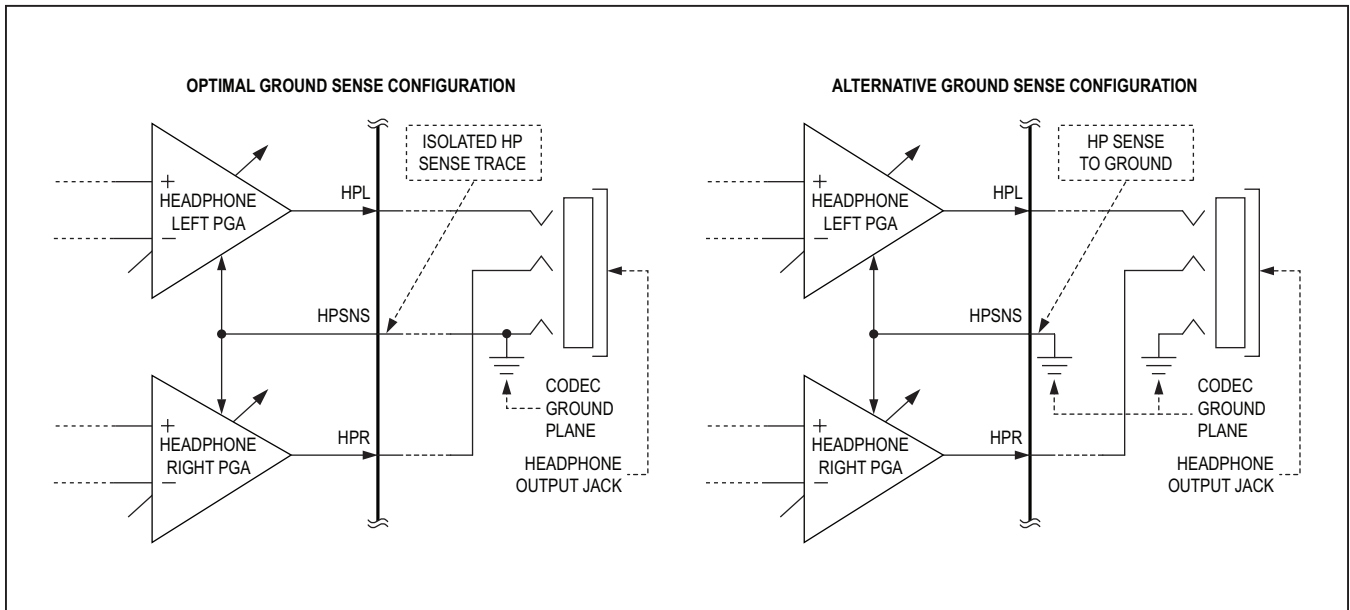 OPTIMAL GROUND SENSE CONFIGURATION
+
HEADPHONE
LEFT PGA
−
HPL
ISOLATED HP
SENSE TRACE
HPSNS
CODEC
GROUND
PLANE
+
HEADPHONE
RIGHT PGA
−
HPR
HEADPHONE
OUTPUT JACK
ALTERNATIVE GROUND SENSE CONFIGURATION
+
HEADPHONE
LEFT PGA
−
HPL
HP SENSE
TO GROUND
HPSNS
CODEC
GROUND
PLANE
+
HEADPHONE
RIGHT PGA
−
HPR
HEADPHONE
OUTPUT JACK